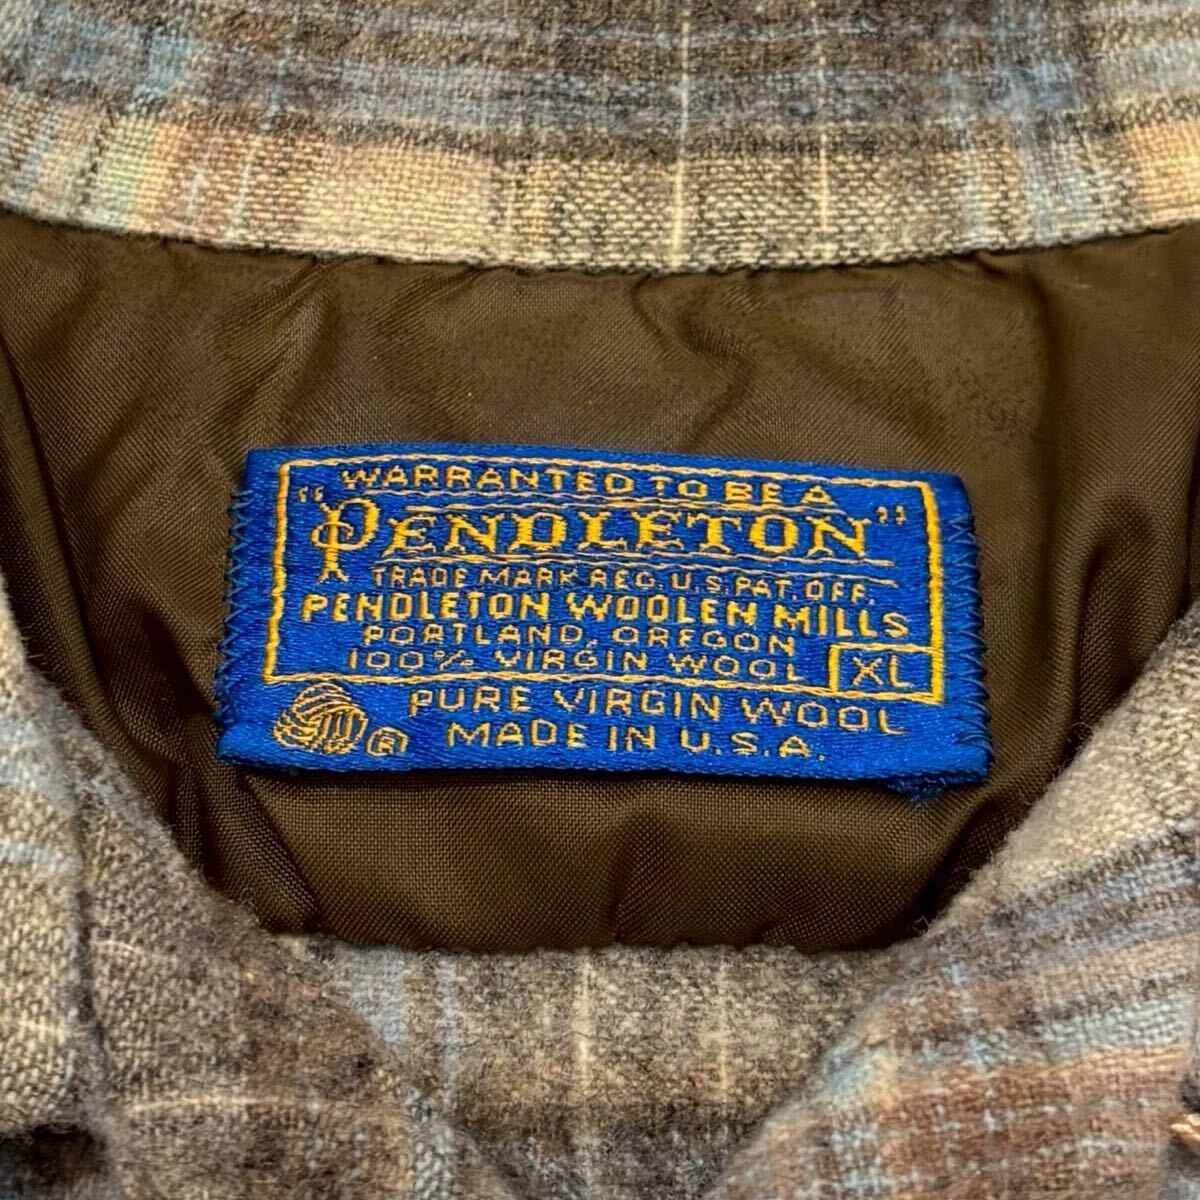 WARRANTED TO BE A
"PENDLETON"
TRADE MARK REG. U.S. PAT. OFF.
PENDLETON WOOLEN MILLS
PORTLAND, OREGON
100% VIRGIN WOOL XL
PURE VIRGIN WOOL
® MADE IN U.S.A.